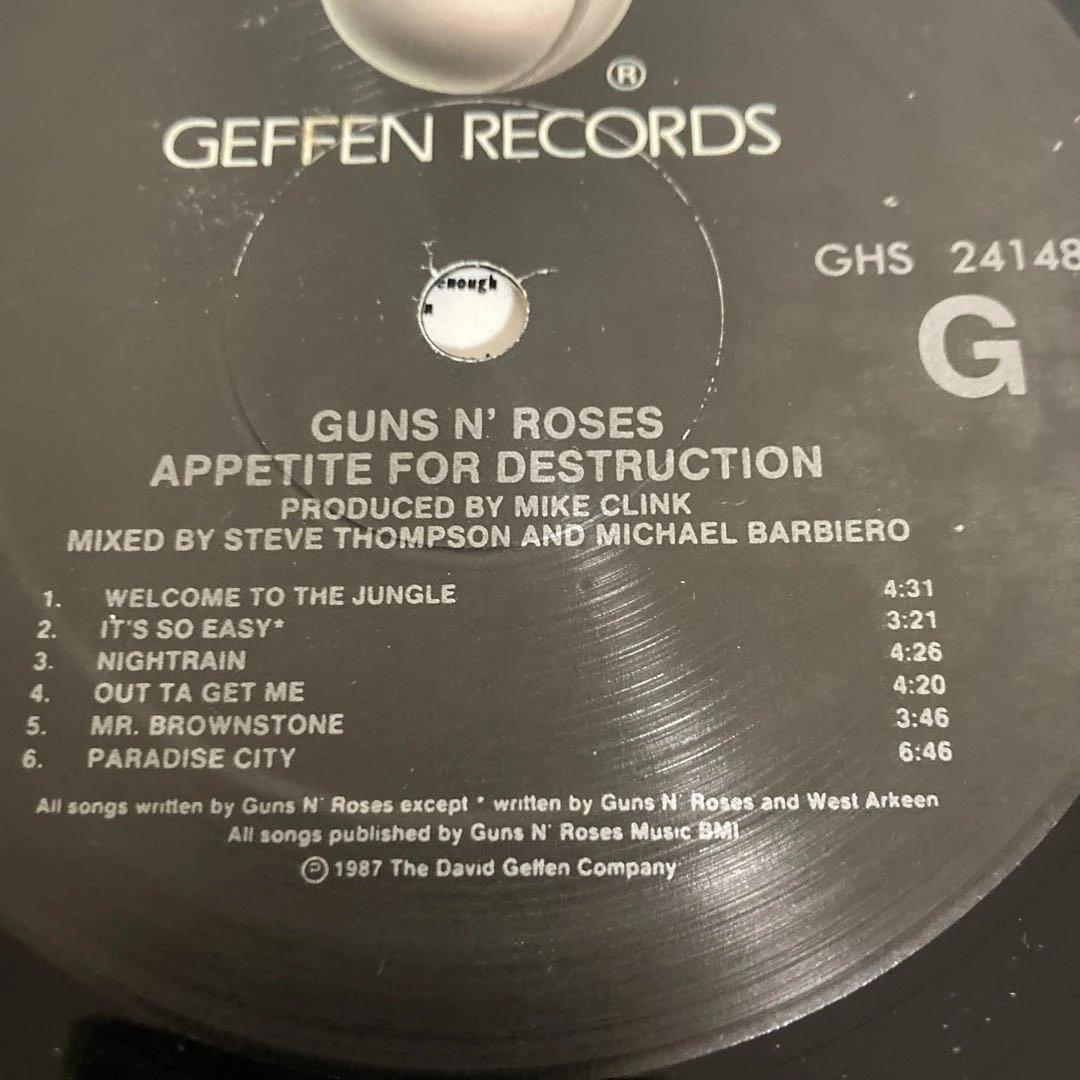 ®
GEFFEN RECORDS
GHS 24148
G
enough
n
GUNS N' ROSES
APPETITE FOR DESTRUCTION
PRODUCED BY MIKE CLINK
MIXED BY STEVE THOMPSON AND MICHAEL BARBIERO
1. WELCOME TO THE JUNGLE 4:31
2. IT'S SO EASY* 3:21
3. NIGHTRAIN 4:26
4. OUT TA GET ME 4:20
5. MR. BROWNSTONE 3:46
6. PARADISE CITY 6:46
All songs written by Guns N' Roses except * written by Guns N' Roses and West Arkeen
All songs published by Guns N' Roses Music BMI
℗ 1987 The David Geffen Company